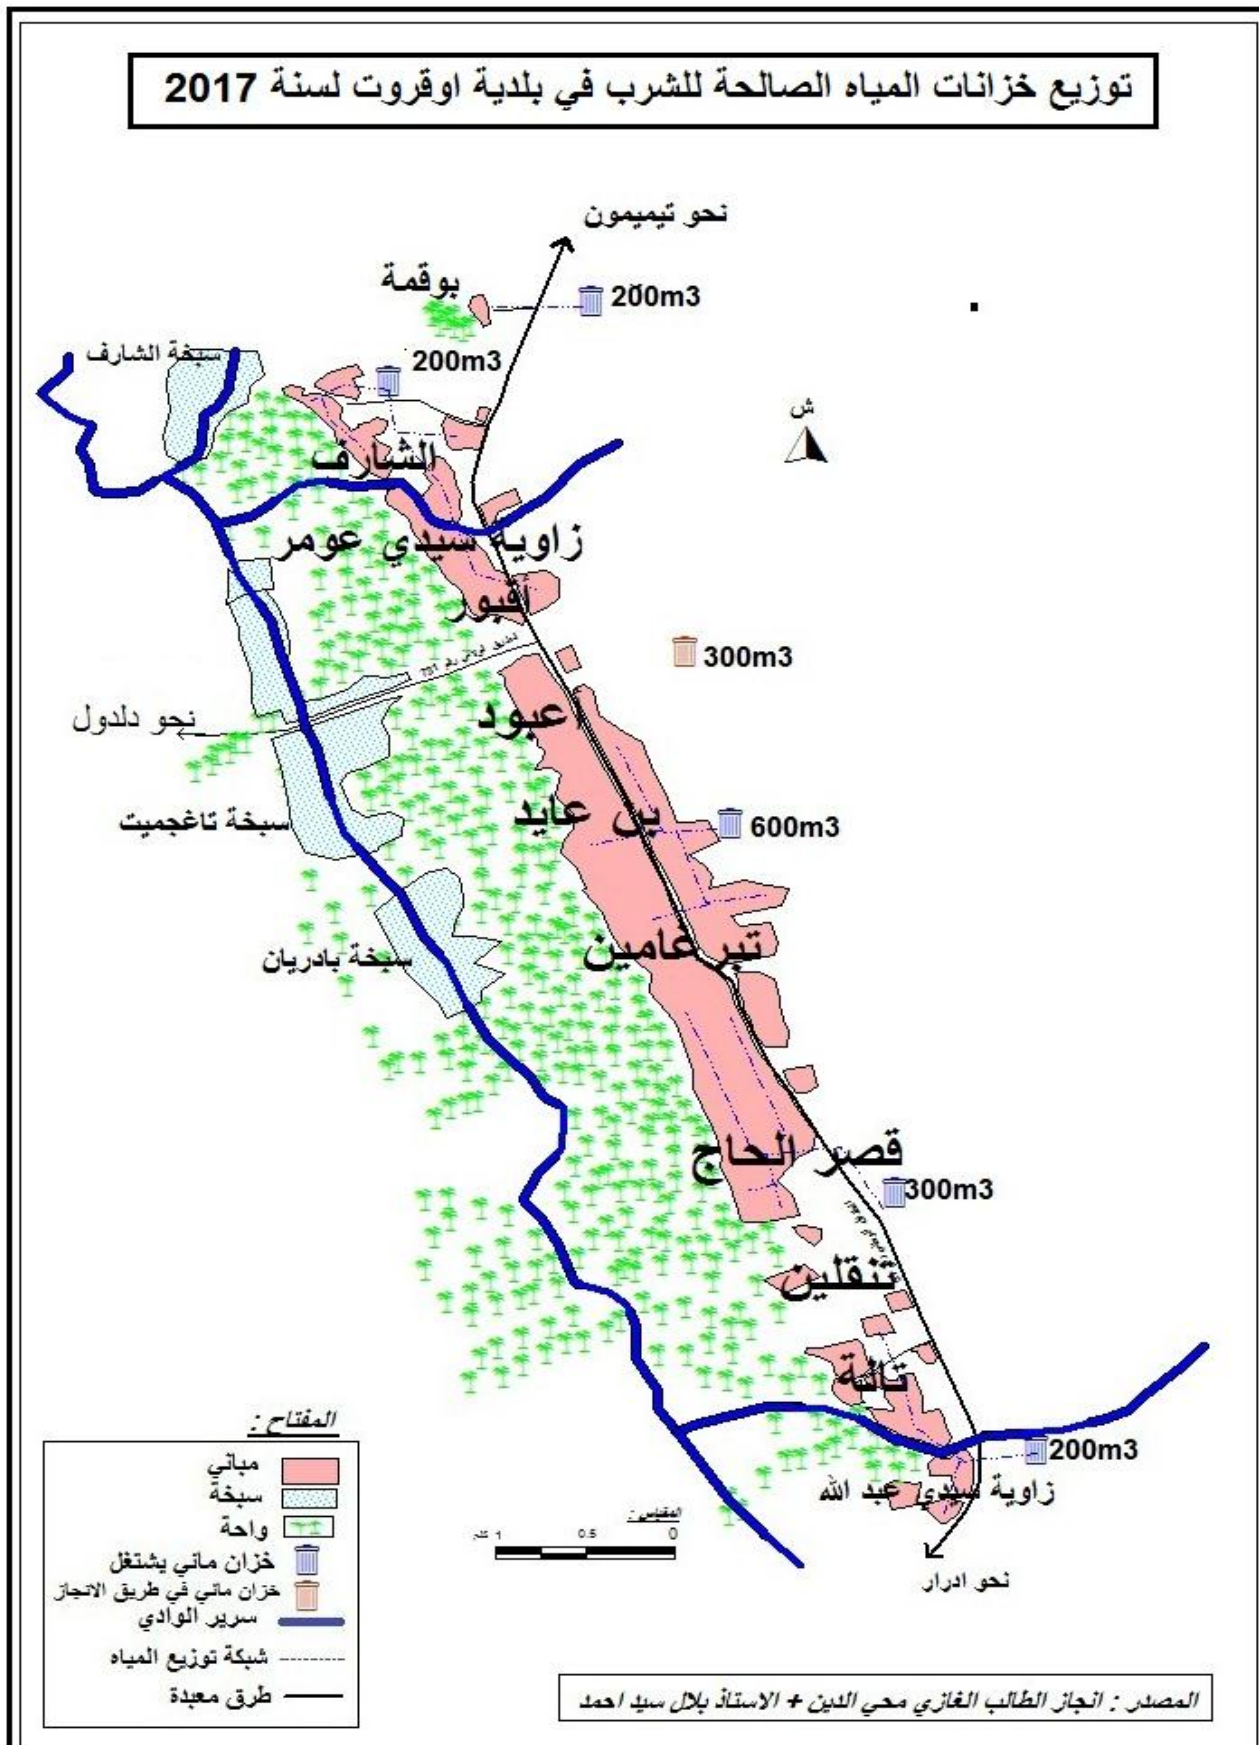 توزيع خزانات المياه الصالحة للشرب في بلدية اوقروت لسنة 2017
نحو تيميمون
بوقمة
200m3
سبخة الشارف
200m3
ش
الشارف
زاوية سيدي عومر
اقبور
300m3
اعبود
نحو دلدول
بن عايد
600m3
سبخة تاغجميت
تبرغامين
سبخة بادريان
قصر الحاج
300m3
تنقلين
تالة
200m3
زاوية سيدي عبد الله
نحو ادرار
المقياس :
1 كلم 0.5 0
المفتاح :
مباني
سبخة
واحة
خزان مائي يشتغل
خزان مائي في طريق الانجاز
سرير الوادي
شبكة توزيع المياه
طرق معبدة
المصدر : انجاز الطالب الغازي محي الدين + الاستاذ بلال سيد احمد